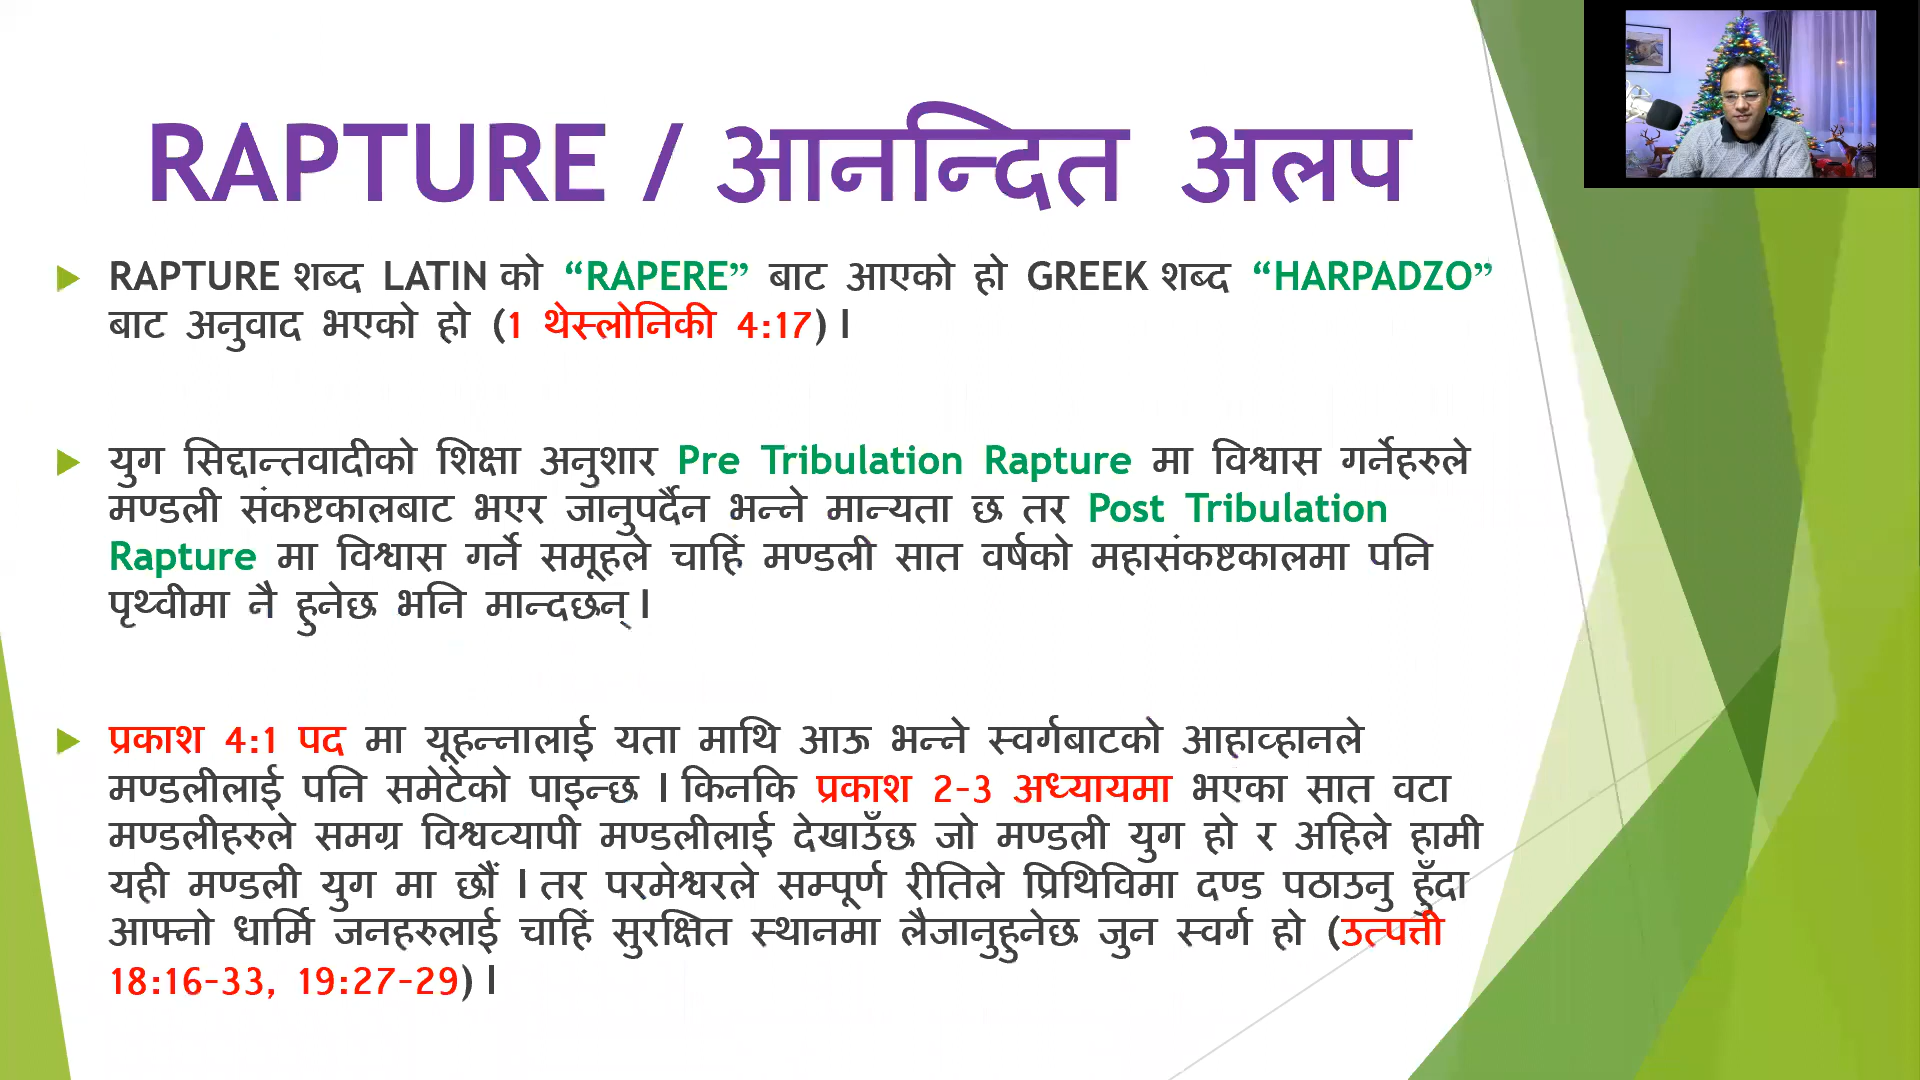 RAPTURE / आनन्दित अलप
RAPTURE शब्द LATIN को “RAPERE” बाट आएको हो GREEK शब्द “HARPADZO”
बाट अनुवाद भएको हो (1 थेस्लोनिकी 4:17) ।
युग सिद्दान्तवादीको शिक्षा अनुशार Pre Tribulation Rapture मा विश्वास गर्नेहरुले
मण्डली संकष्टकालबाट भएर जानुपर्दैन भन्ने मान्यता छ तर Post Tribulation
Rapture मा विश्वास गर्ने समूहले चाहिं मण्डली सात वर्षको महासंकष्टकालमा पनि
पृथ्वीमा नै हुनेछ भनि मान्दछन् ।
प्रकाश 4:1 पद मा यूहन्नालाई यता माथि आऊ भन्ने स्वर्गबाटको आहाव्हानले
मण्डलीलाई पनि समेटेको पाइन्छ । किनकि प्रकाश 2-3 अध्यायमा भएका सात वटा
मण्डलीहरुले समग्र विश्वव्यापी मण्डलीलाई देखाउँछ जो मण्डली युग हो र अहिले हामी
यही मण्डली युग मा छौं । तर परमेश्वरले सम्पूर्ण रीतिले प्रिथिविमा दण्ड पठाउनु हुँदा
आफ्नो धार्मि जनहरुलाई चाहिं सुरक्षित स्थानमा लैजानुहुनेछ जुन स्वर्ग हो (उत्पत्ती
18:16-33, 19:27-29) ।